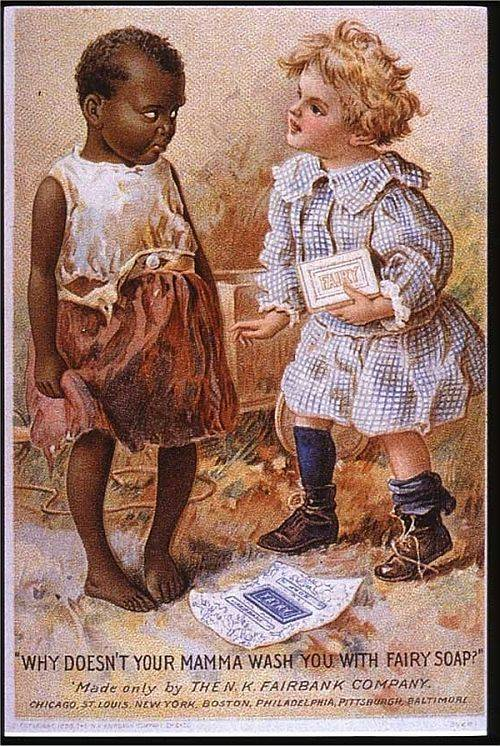 FAIRY
FAIRY
"WHY DOESN'T YOUR MAMMA WASH YOU WITH FAIRY SOAP?"
Made only by THE N. K. FAIRBANK COMPANY.
CHICAGO, ST. LOUIS, NEW YORK, BOSTON, PHILADELPHIA, PITTSBURGH, BALTIMORE